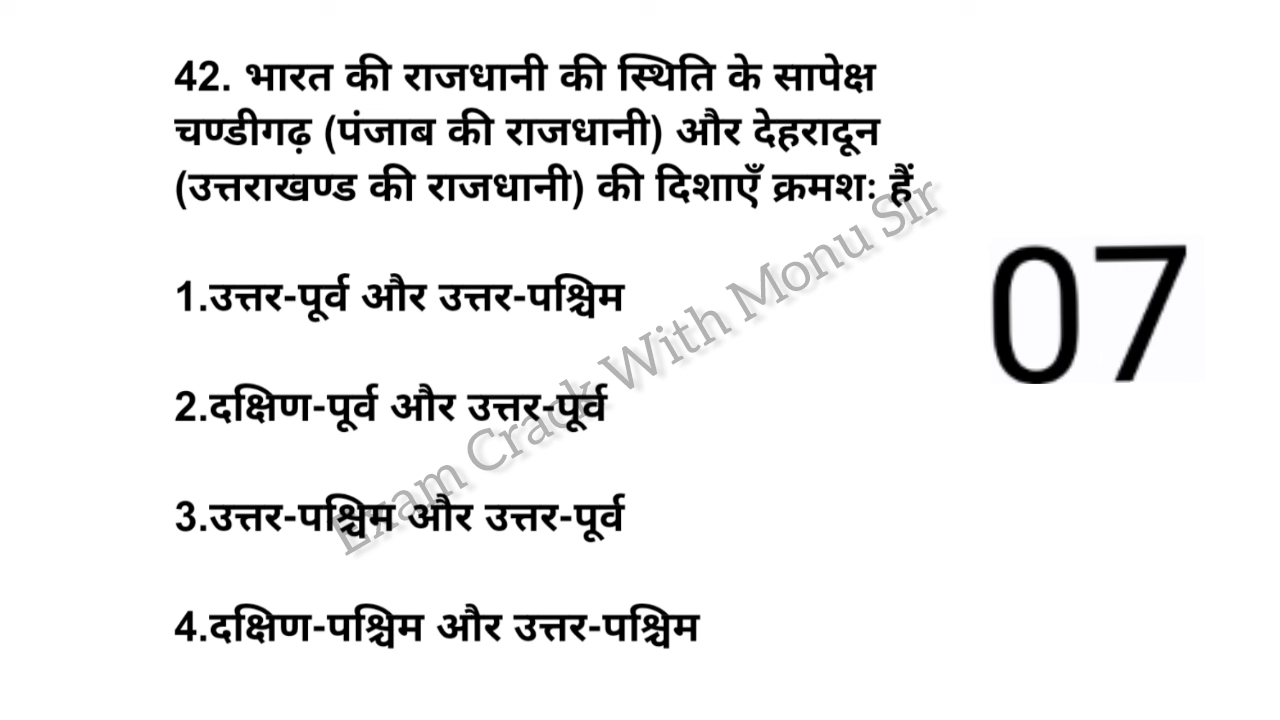 42. भारत की राजधानी की स्थिति के सापेक्ष
चण्डीगढ़ (पंजाब की राजधानी) और देहरादून
(उत्तराखण्ड की राजधानी) की दिशाएँ क्रमशः हैं
1.उत्तर-पूर्व और उत्तर-पश्चिम
07
2.दक्षिण-पूर्व और उत्तर-पूर्व
3.उत्तर-पश्चिम और उत्तर-पूर्व
4.दक्षिण-पश्चिम और उत्तर-पश्चिम
Exam Crack With Monu Sir